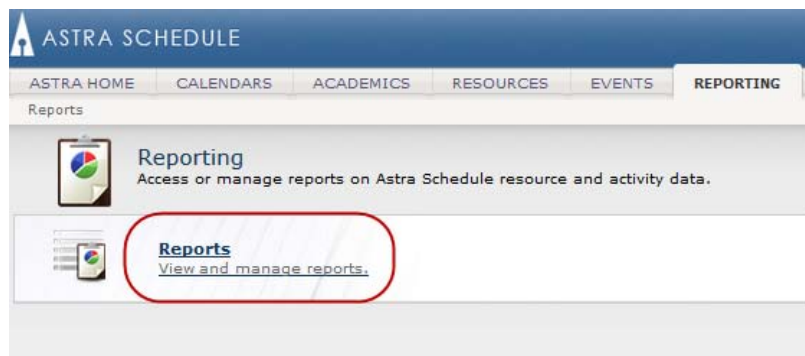 ASTRA SCHEDULE
ASTRA HOME CALENDARS ACADEMICS RESOURCES EVENTS REPORTING
Reports
Reporting
Access or manage reports on Astra Schedule resource and activity data.
Reports
View and manage reports.